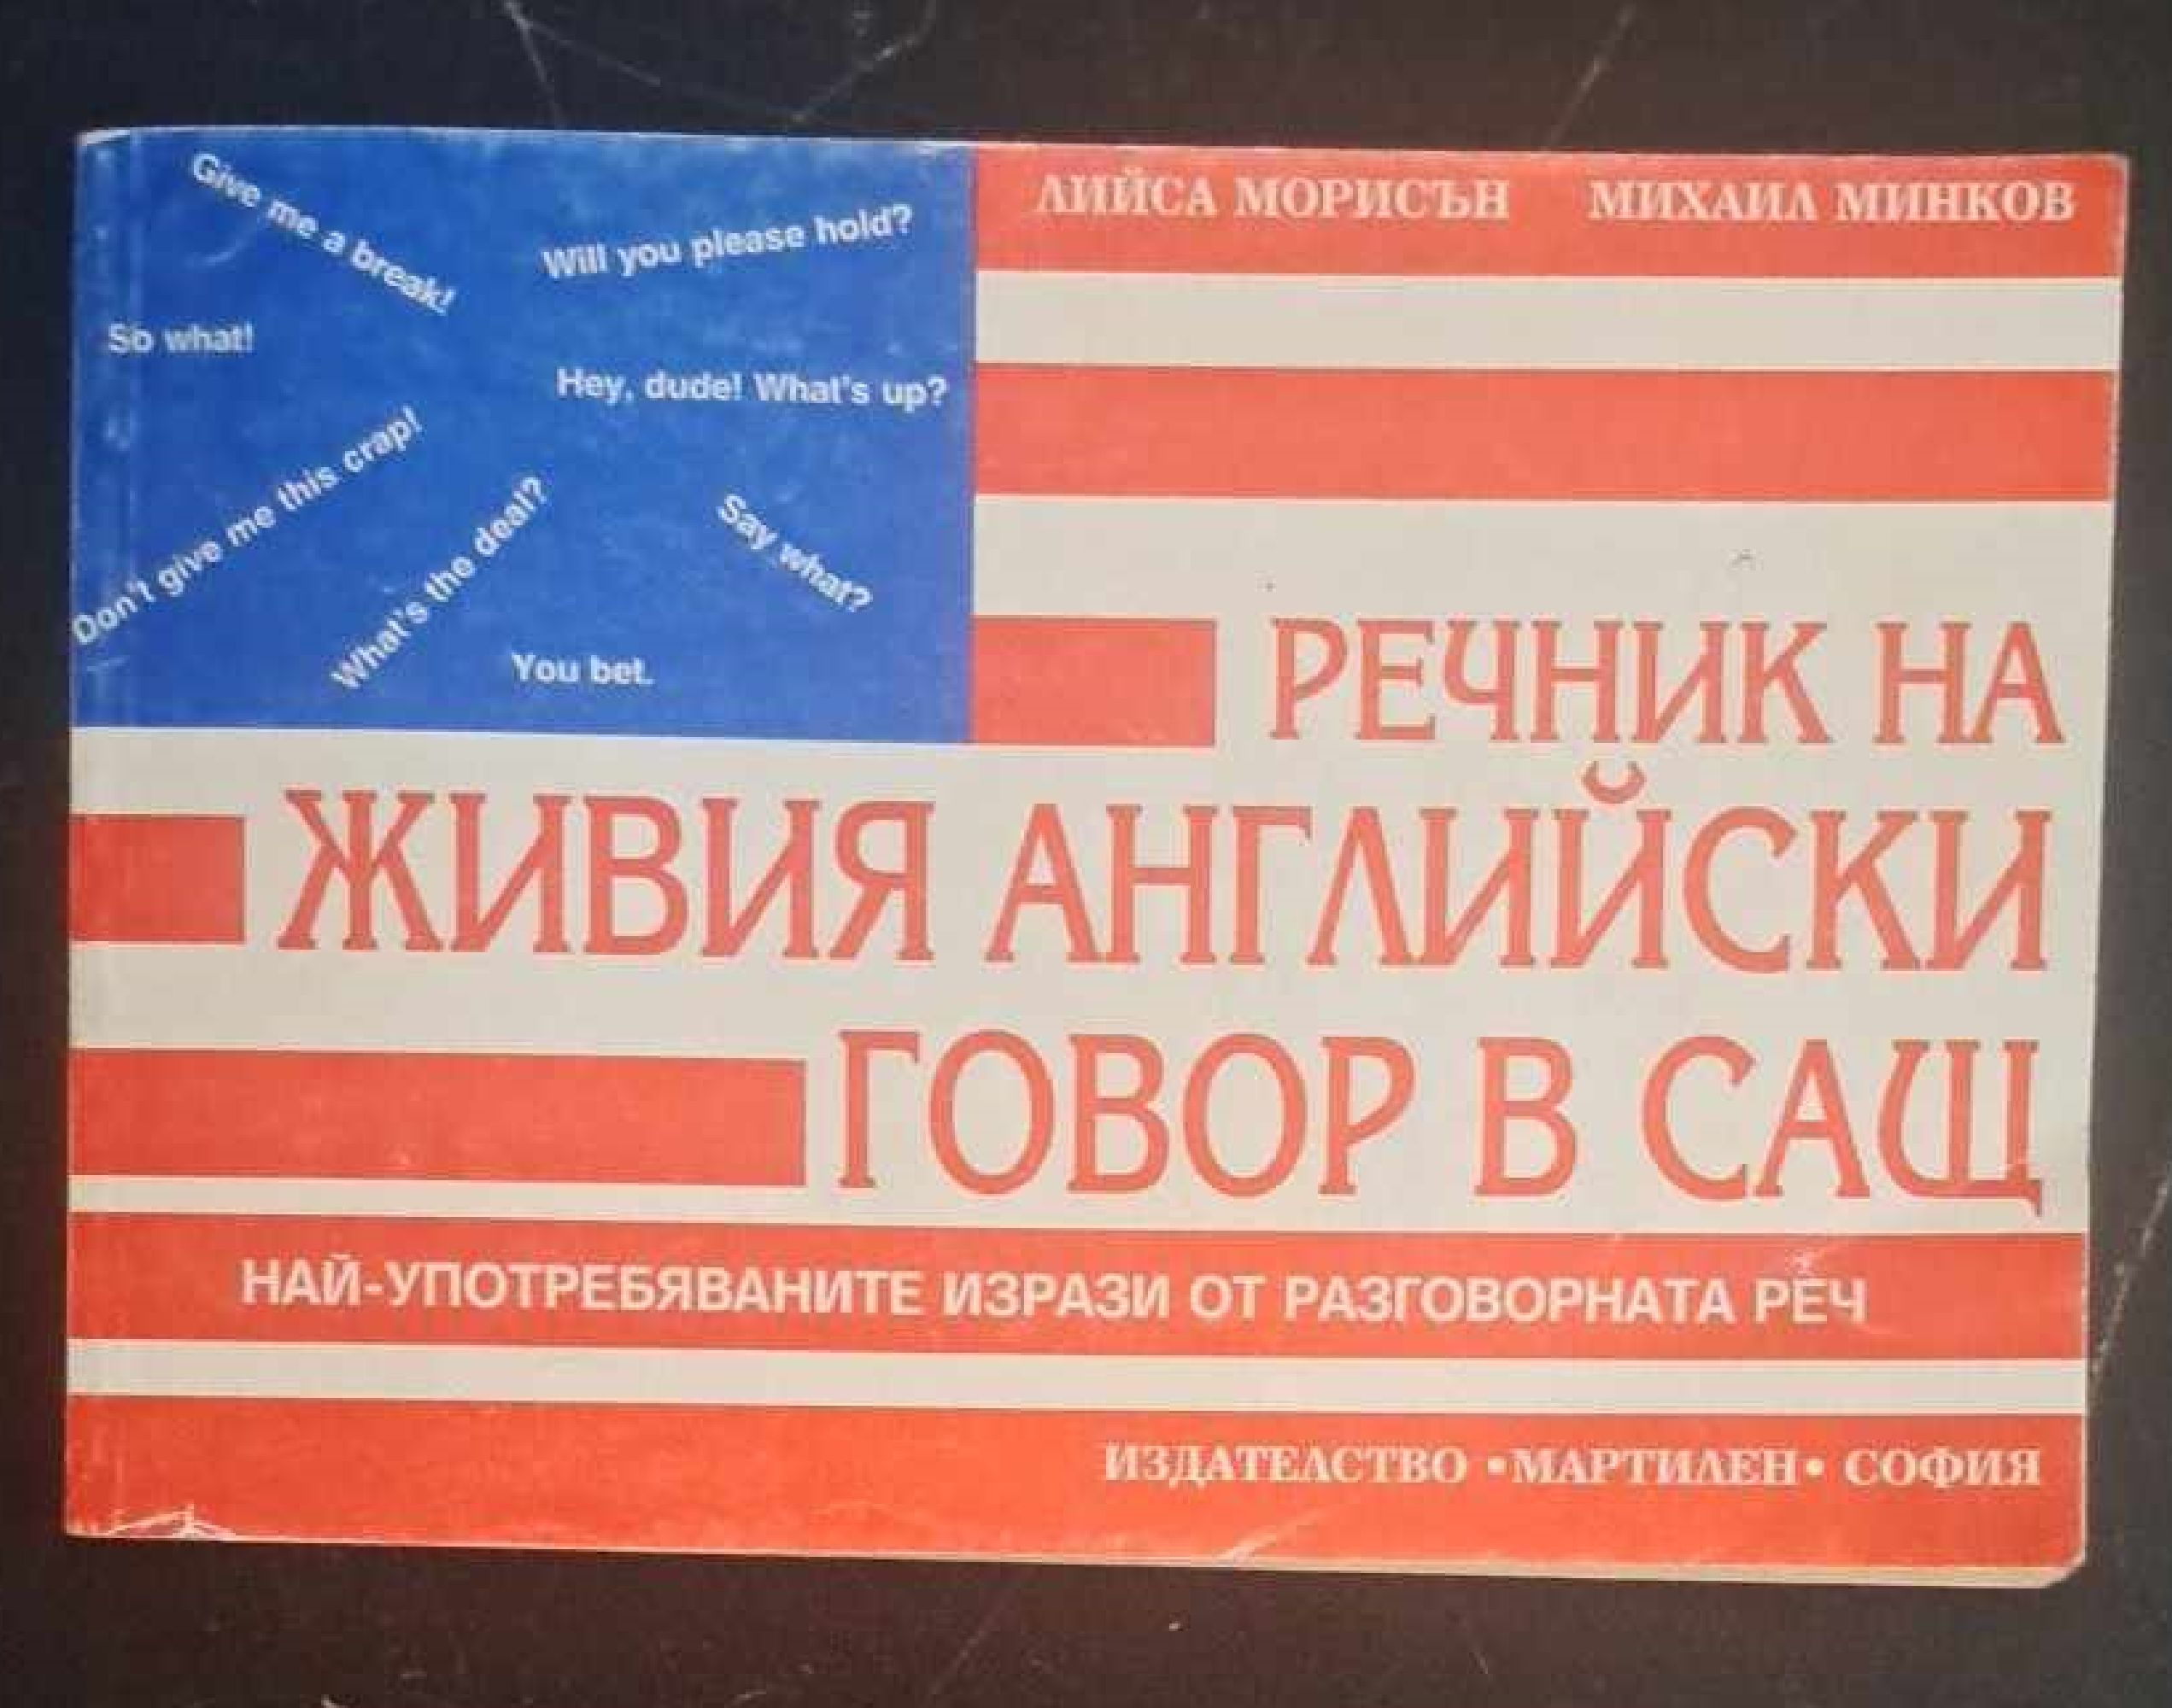 Give me a break!
Will you please hold?
So what!
Hey, dude! What's up?
Don't give me this crap!
What's the deal?
Say what?
You bet.
ЛИЙСА МОРИСЪН МИХАИЛ МИНКОВ
РЕЧНИК НА
ЖИВИЯ АНГЛИЙСКИ
ГОВОР В САЩ
НАЙ-УПОТРЕБЯВАНИТЕ ИЗРАЗИ ОТ РАЗГОВОРНАТА РЕЧ
ИЗДАТЕЛСТВО •МАРТИЛЕН• СОФИЯ